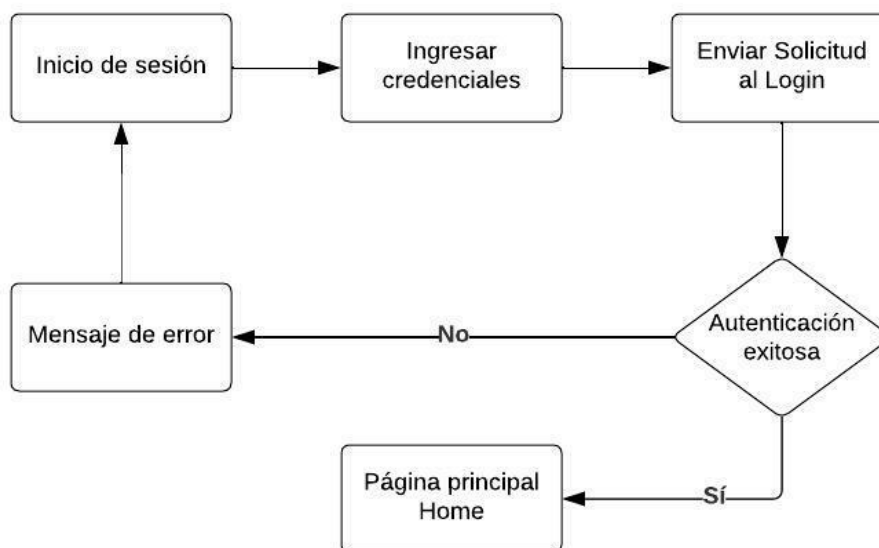 Inicio de sesión
Ingresar
credenciales
Enviar Solicitud
al Login
Mensaje de error
No
Autenticación
exitosa
Página principal
Home
Sí